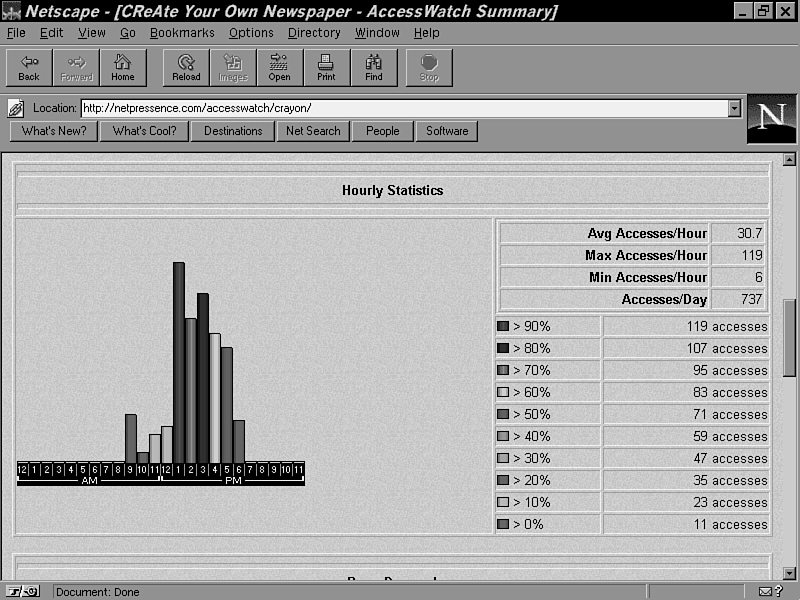 Netscape - [CReAte Your Own Newspaper - AccessWatch Summary]
File Edit View Go Bookmarks Options Directory Window Help
Back Forward Home Reload Images Open Print Find Stop
Location: http://netpressence.com/accesswatch/crayon/
N
What's New? What's Cool? Destinations Net Search People Software
Hourly Statistics
Avg Accesses/Hour 30.7
Max Accesses/Hour 119
Min Accesses/Hour 6
Accesses/Day 737
> 90% 119 accesses
> 80% 107 accesses
> 70% 95 accesses
> 60% 83 accesses
> 50% 71 accesses
> 40% 59 accesses
> 30% 47 accesses
> 20% 35 accesses
> 10% 23 accesses
> 0% 11 accesses
12 1 2 3 4 5 6 7 8 9 10 11 12 1 2 3 4 5 6 7 8 9 10 11
AM PM
Document: Done
?